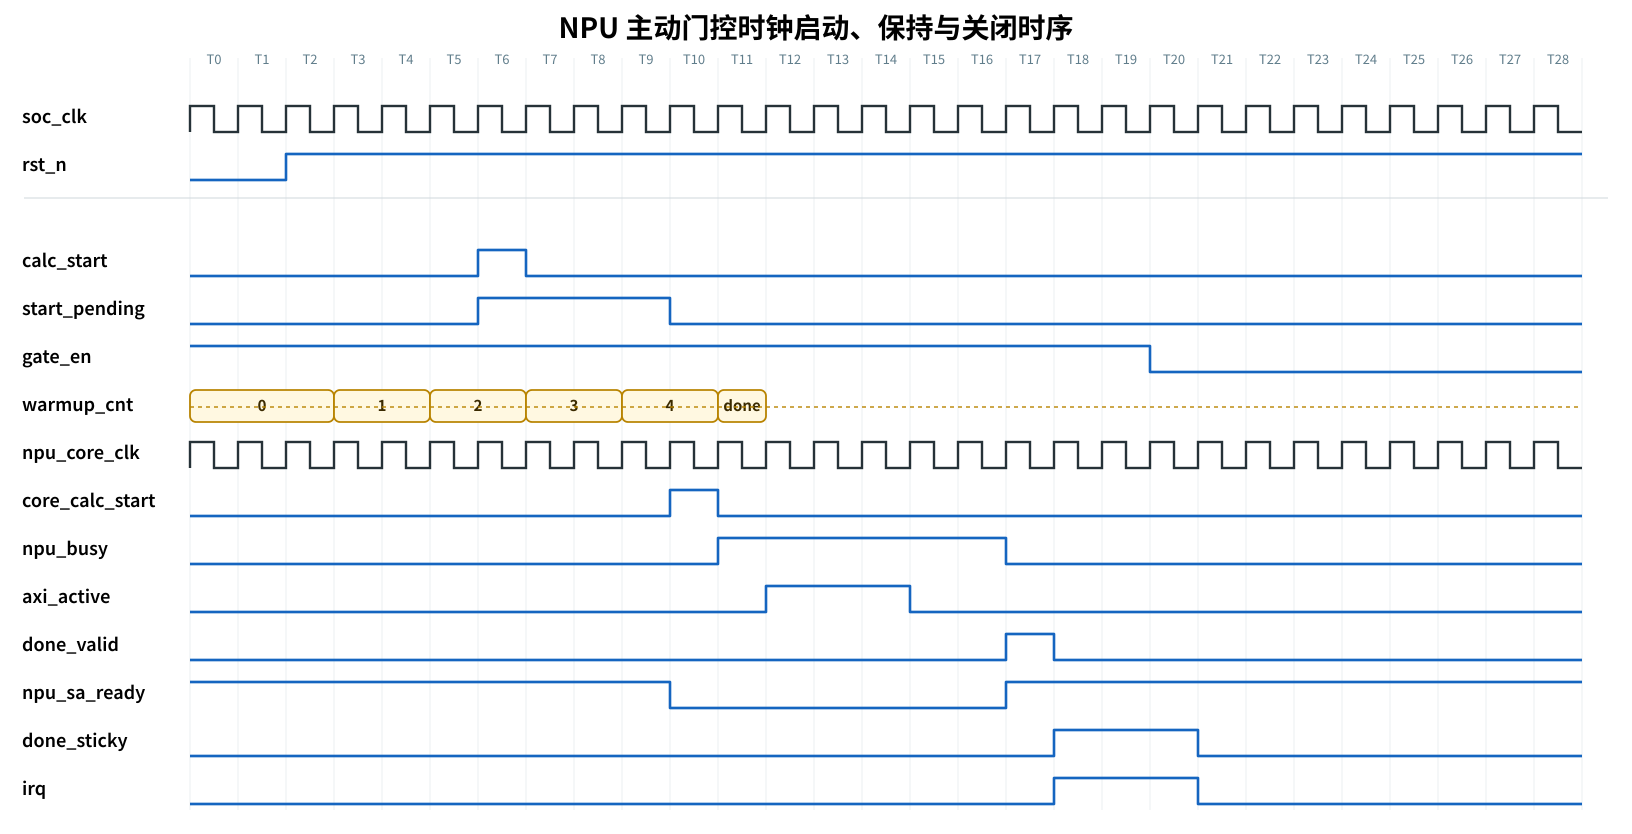 NPU 主动门控时钟启动、保持与关闭时序
T0 T1 T2 T3 T4 T5 T6 T7 T8 T9 T10 T11 T12 T13 T14 T15 T16 T17 T18 T19 T20 T21 T22 T23 T24 T25 T26 T27 T28
soc_clk
rst_n
calc_start
start_pending
gate_en
warmup_cnt 0 1 2 3 4 done
npu_core_clk
core_calc_start
npu_busy
axi_active
done_valid
npu_sa_ready
done_sticky
irq